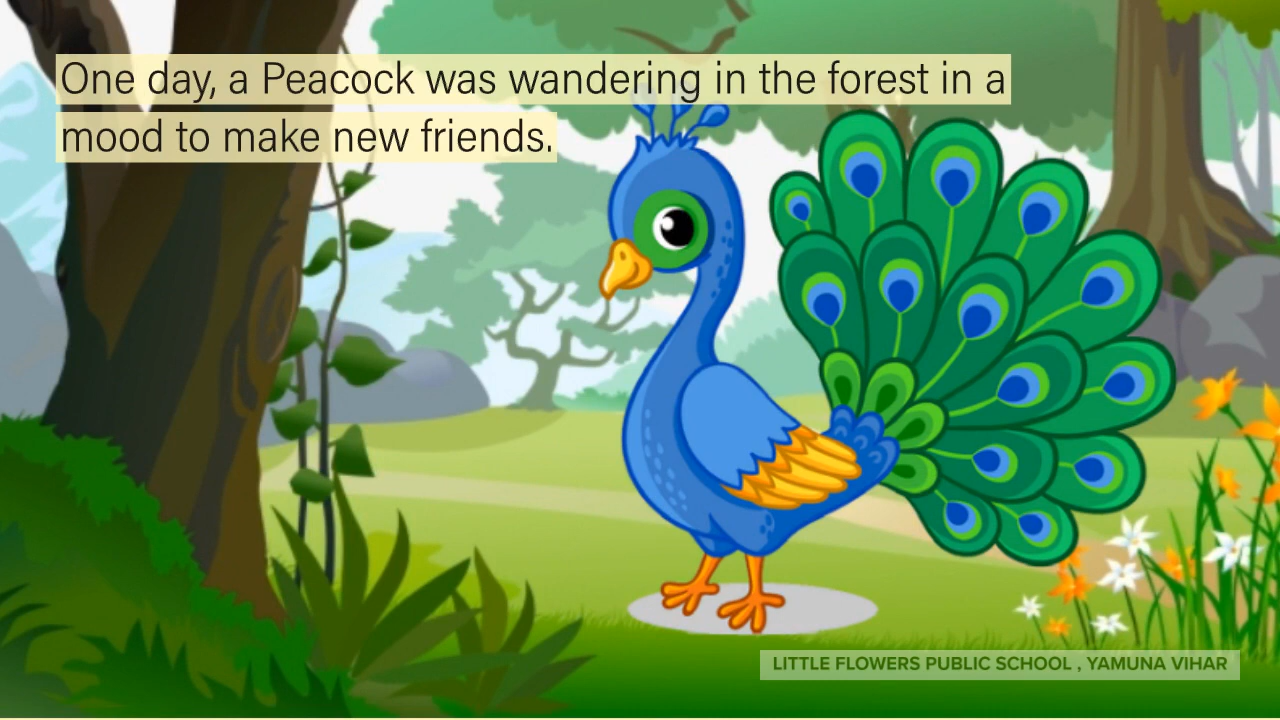 One day, a Peacock was wandering in the forest in a
mood to make new friends.
LITTLE FLOWERS PUBLIC SCHOOL , YAMUNA VIHAR